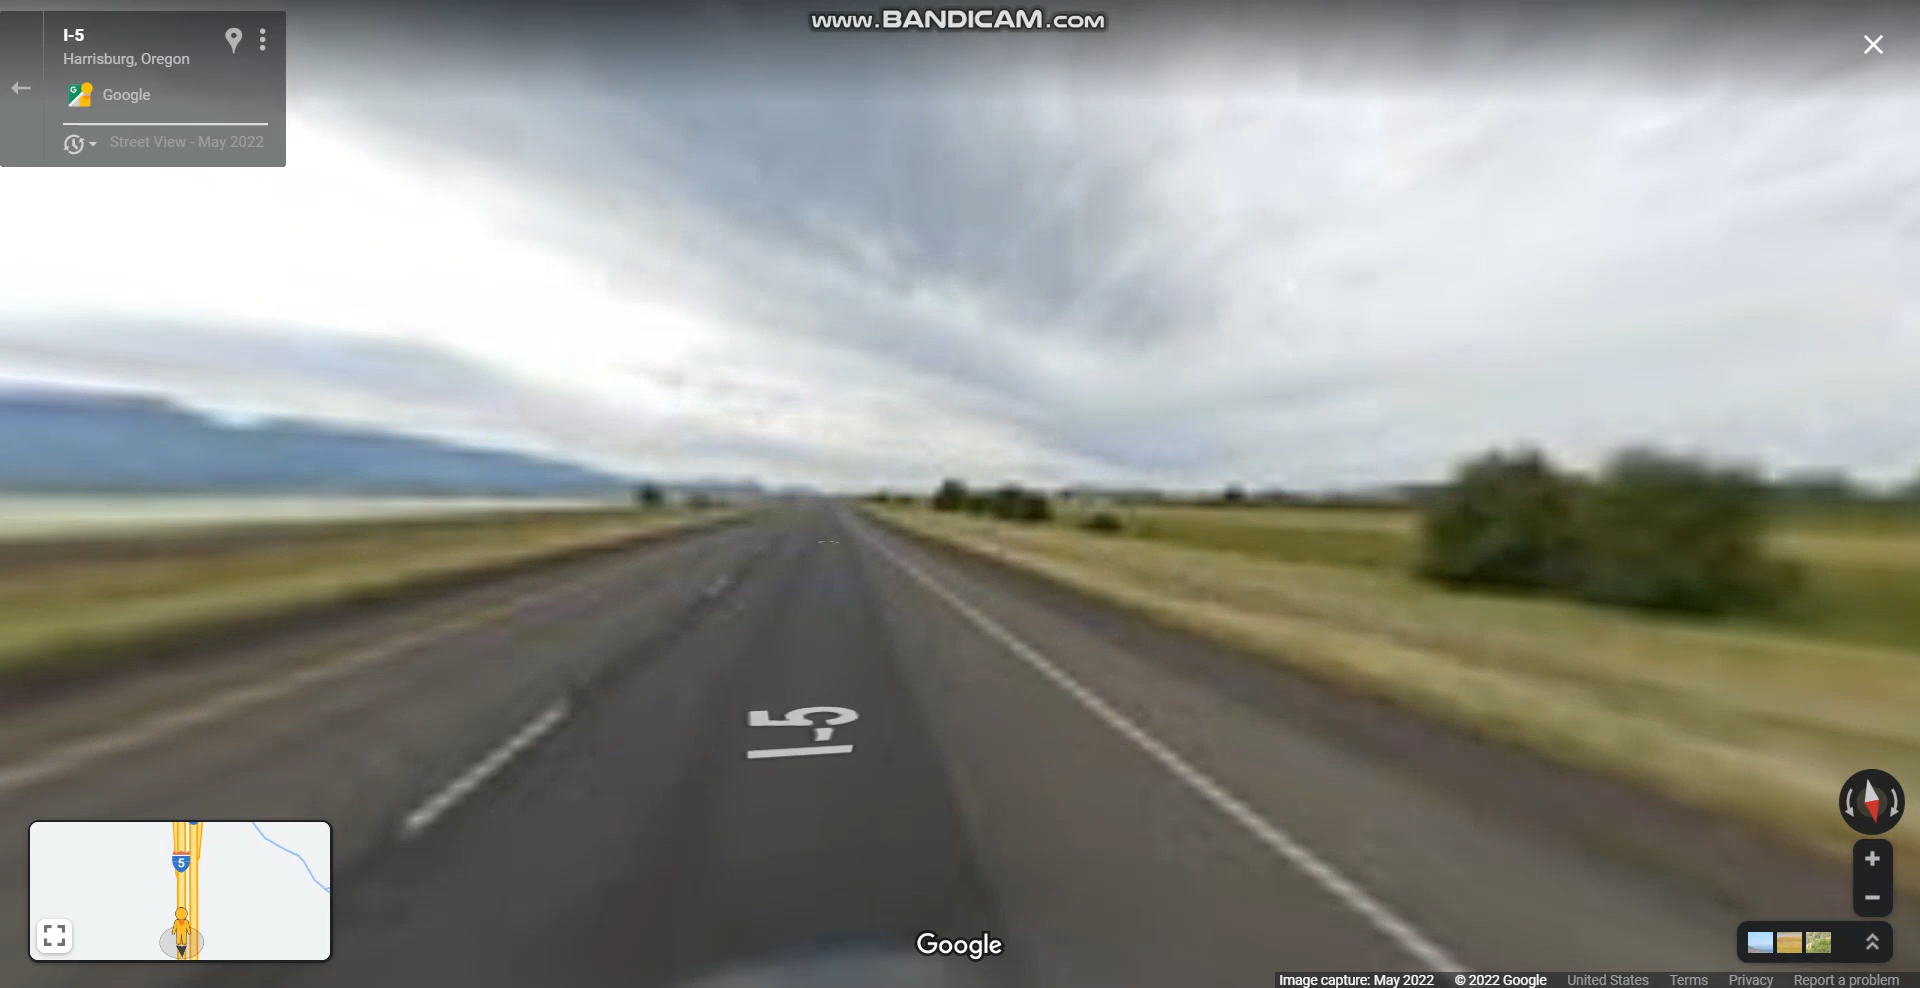 www.BANDICAM.com
I-5
Harrisburg, Oregon
G
Google
Street View - May 2022
I-5
5
Google
Image capture: May 2022 © 2022 Google United States Terms Privacy Report a problem